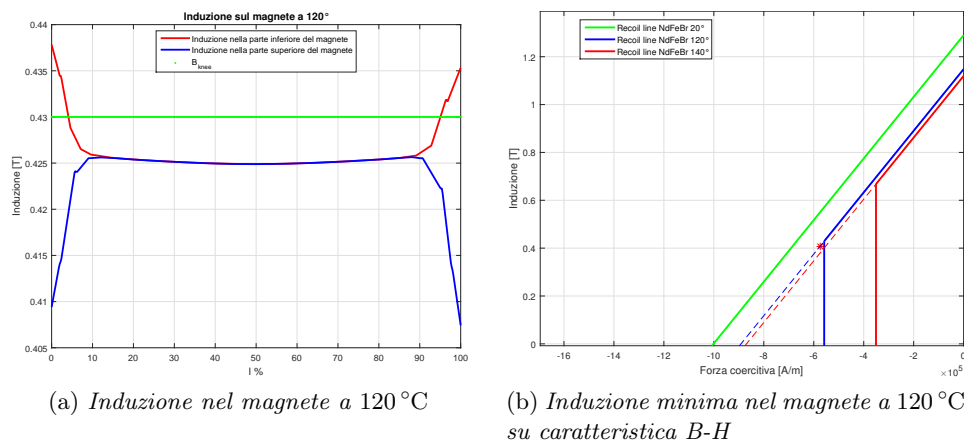 Induzione sul magnete a 120°
Induzione nella parte inferiore del magnete
Induzione nella parte superiore del magnete
B knee
Induzione [T]
0.44
0.435
0.43
0.425
0.42
0.415
0.41
0.405
0 10 20 30 40 50 60 70 80 90 100
l %
(a) Induzione nel magnete a 120 °C
Recoil line NdFeBr 20°
Recoil line NdFeBr 120°
Recoil line NdFeBr 140°
Induzione [T]
1.2
1
0.8
0.6
0.4
0.2
0
-16 -14 -12 -10 -8 -6 -4 -2 0
Forza coercitiva [A/m]
× 10^5
(b) Induzione minima nel magnete a 120 °C
su caratteristica B-H